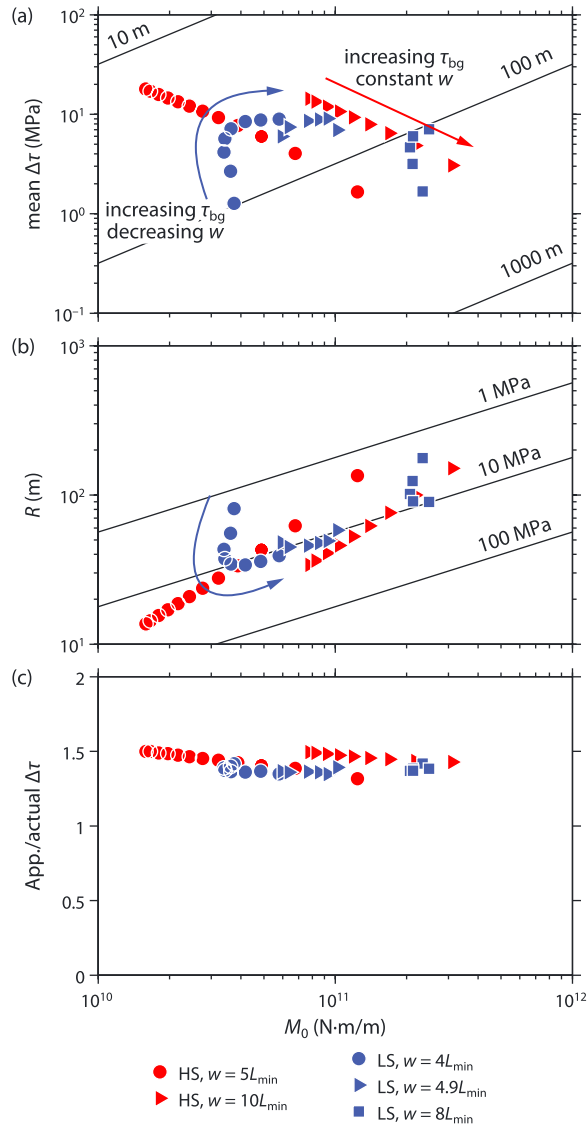 (a)
10²
10 m
increasing τbg
constant w
100 m
10¹
mean Δτ (MPa)
10⁰
increasing τbg
decreasing w
1000 m
10⁻¹
(b)
10³
1 MPa
R (m)
10²
10 MPa
100 MPa
10¹
(c)
2
1.5
App./actual Δτ
1
0.5
0
10¹⁰
10¹¹
10¹²
M₀ (N·m/m)
HS, w = 5Lmin
HS, w = 10Lmin
LS, w = 4Lmin
LS, w = 4.9Lmin
LS, w = 8Lmin